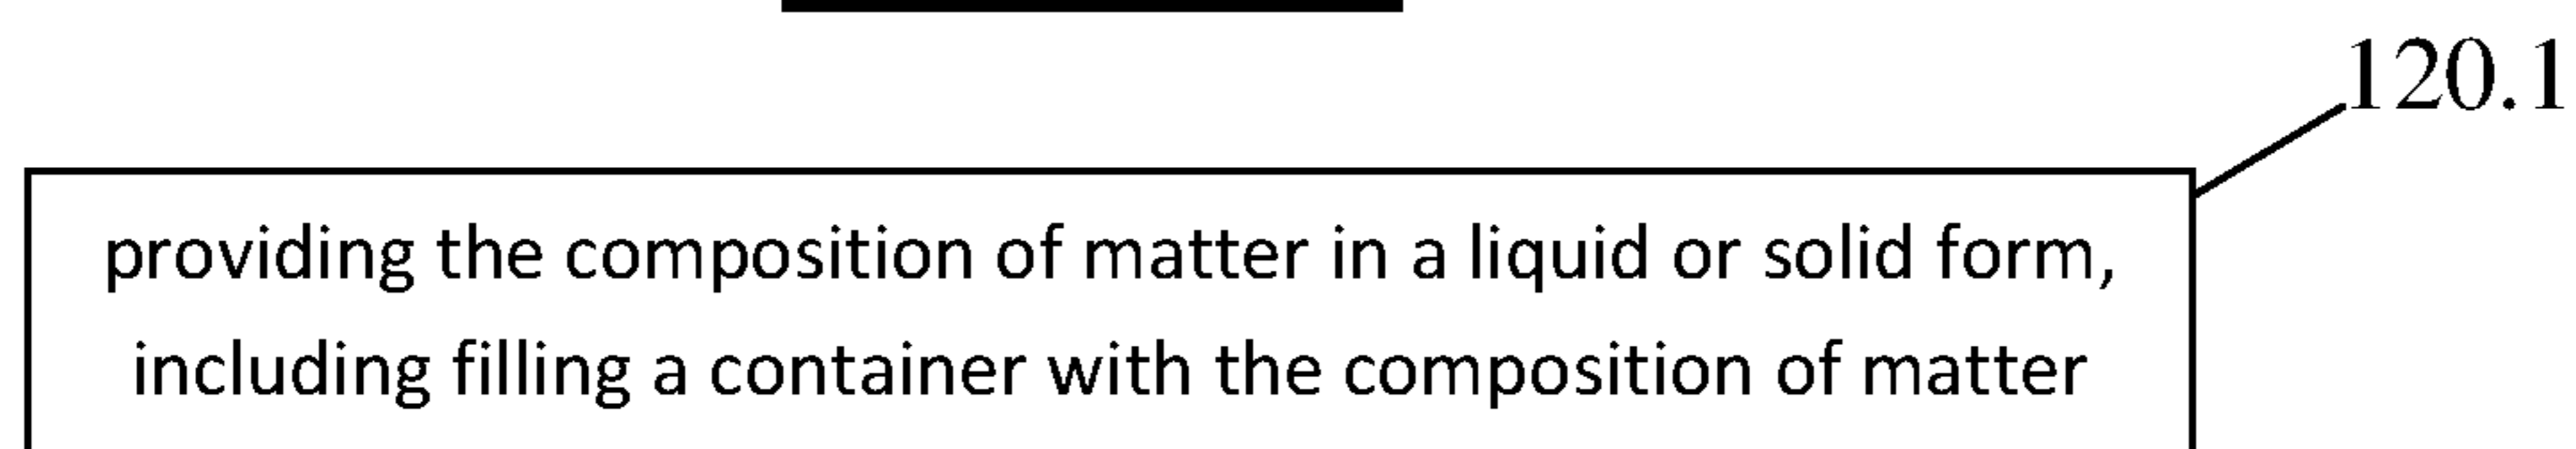 120.1
providing the composition of matter in a liquid or solid form,
including filling a container with the composition of matter